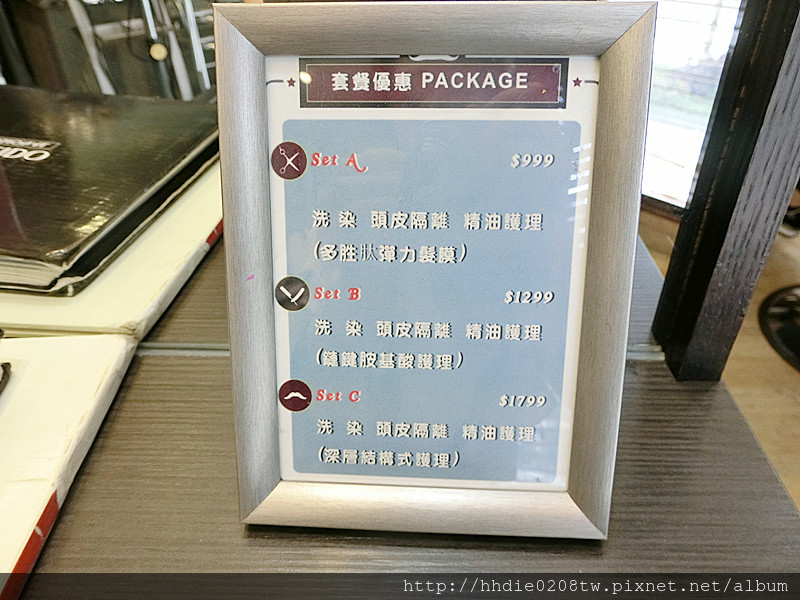 套餐優惠 PACKAGE
Set A $999
洗 染 頭皮隔離 精油護理
(多胜肽彈力髮膜)
Set B $1299
洗 染 頭皮隔離 精油護理
(鏈鍵胺基酸護理)
Set C $1799
洗 染 頭皮隔離 精油護理
(深層結構式護理)
http://hhdie0208tw.pixnet.net/album